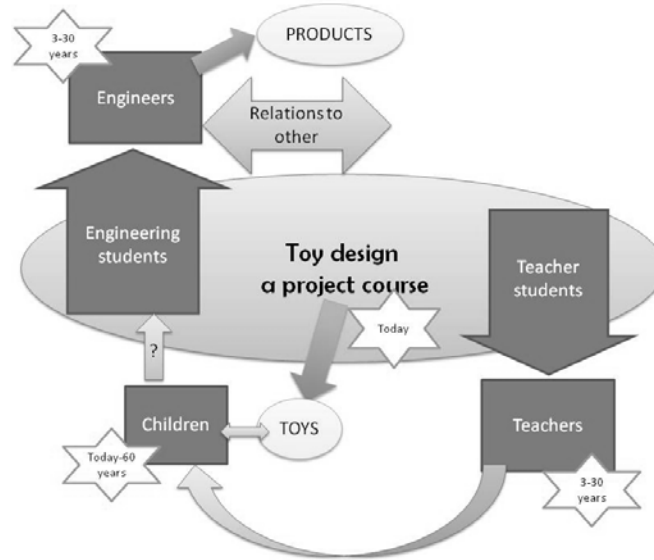 3-30
years
PRODUCTS
Engineers
Relations to
other
Engineering
students
Toy design
a project course
Teacher
students
Today
?
Children
TOYS
Teachers
Today-60
years
3-30
years